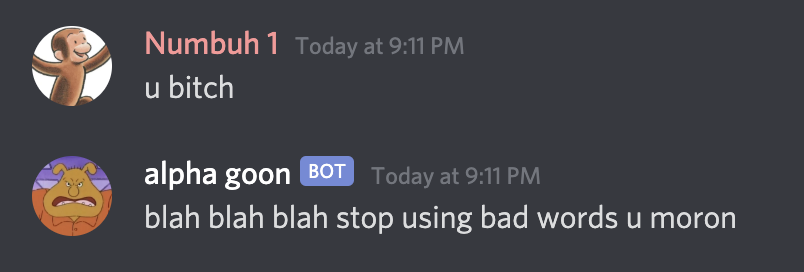 Numbuh 1 Today at 9:11 PM
u bitch
alpha goon BOT Today at 9:11 PM
blah blah blah stop using bad words u moron